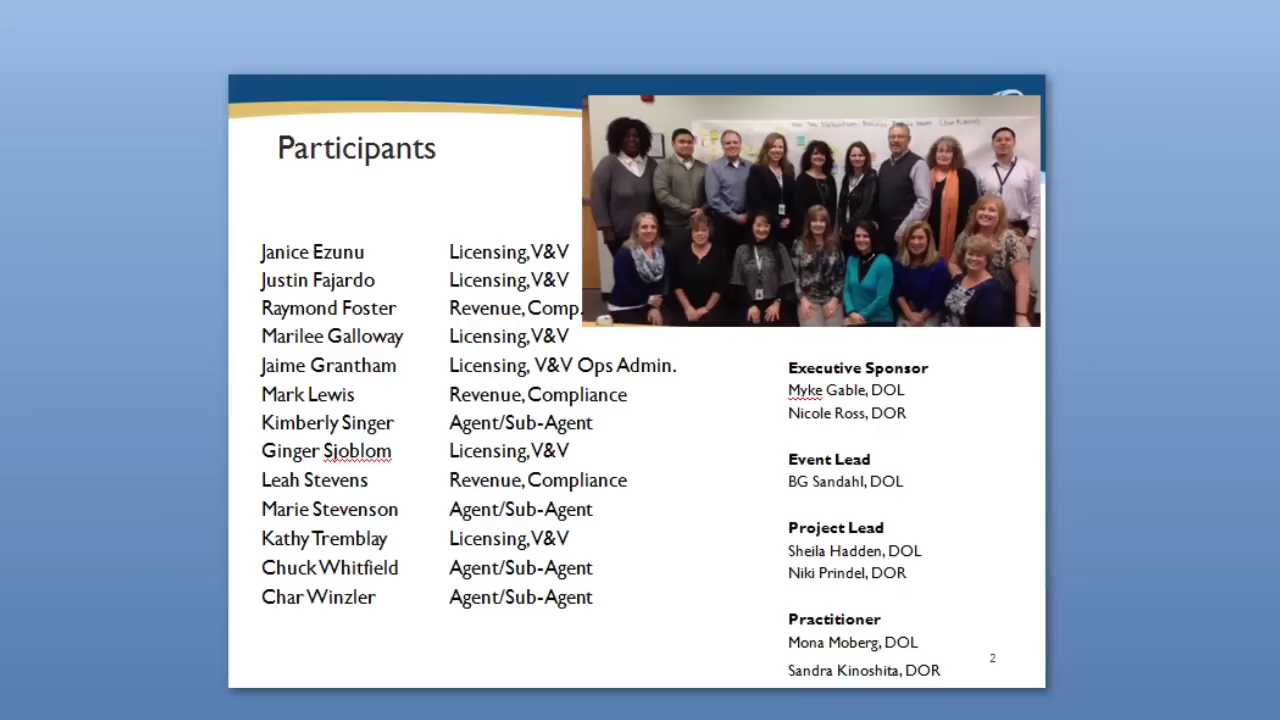 Participants
Janice Ezunu Licensing, V&V
Justin Fajardo Licensing, V&V
Raymond Foster Revenue, Comp.
Marilee Galloway Licensing, V&V
Jaime Grantham Licensing, V&V Ops Admin.
Mark Lewis Revenue, Compliance
Kimberly Singer Agent/Sub-Agent
Ginger Sjoblom Licensing, V&V
Leah Stevens Revenue, Compliance
Marie Stevenson Agent/Sub-Agent
Kathy Tremblay Licensing, V&V
Chuck Whitfield Agent/Sub-Agent
Char Winzler Agent/Sub-Agent
Executive Sponsor
Myke Gable, DOL
Nicole Ross, DOR
Event Lead
BG Sandahl, DOL
Project Lead
Sheila Hadden, DOL
Niki Prindel, DOR
Practitioner
Mona Moberg, DOL
Sandra Kinoshita, DOR
2